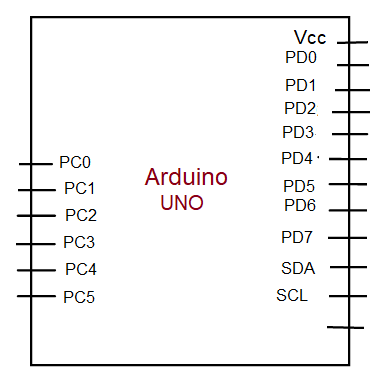 Vcc
PD0
PD1
PD2
PD3
PD4
PD5
PD6
PD7
SDA
SCL
Arduino
UNO
PC0
PC1
PC2
PC3
PC4
PC5